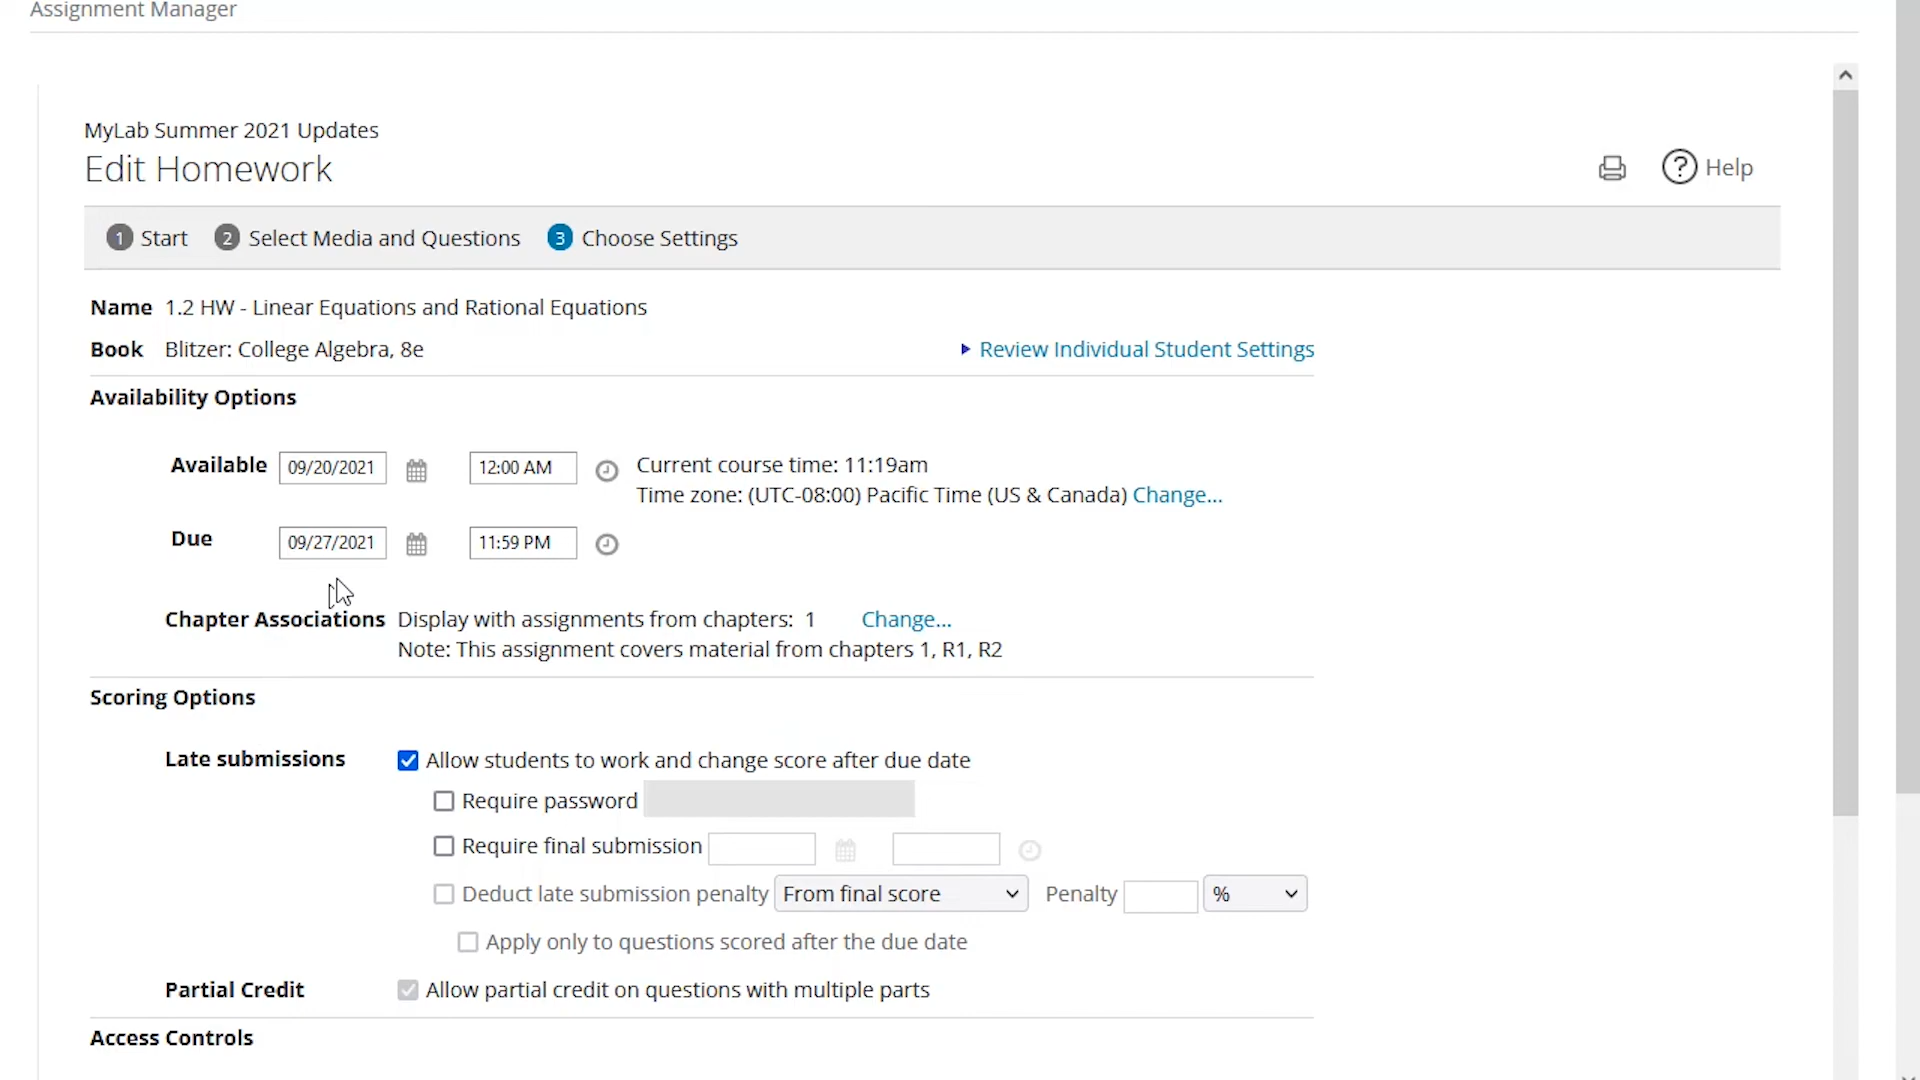 Assignment Manager
MyLab Summer 2021 Updates
Edit Homework
? Help
1 Start 2 Select Media and Questions 3 Choose Settings
Name 1.2 HW - Linear Equations and Rational Equations
Book Blitzer: College Algebra, 8e Review Individual Student Settings
Availability Options
Available 09/20/2021 12:00 AM Current course time: 11:19am
Time zone: (UTC-08:00) Pacific Time (US & Canada) Change...
Due 09/27/2021 11:59 PM
Chapter Associations Display with assignments from chapters: 1 Change...
Note: This assignment covers material from chapters 1, R1, R2
Scoring Options
Late submissions Allow students to work and change score after due date
Require password
Require final submission
Deduct late submission penalty From final score Penalty %
Apply only to questions scored after the due date
Partial Credit Allow partial credit on questions with multiple parts
Access Controls